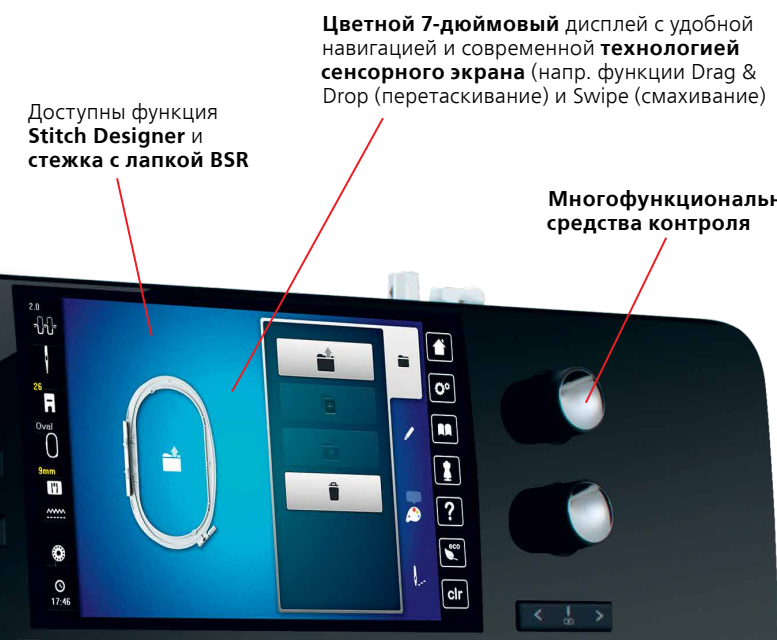 Цветной 7-дюймовый дисплей с удобной
навигацией и современной технологией
сенсорного экрана (напр. функции Drag &
Drop (перетаскивание) и Swipe (смахивание)
Доступны функция
Stitch Designer и
стежка с лапкой BSR
Многофункциональн
средства контроля
2.0
26
Oval
9mm
17:46
?
eco
clr